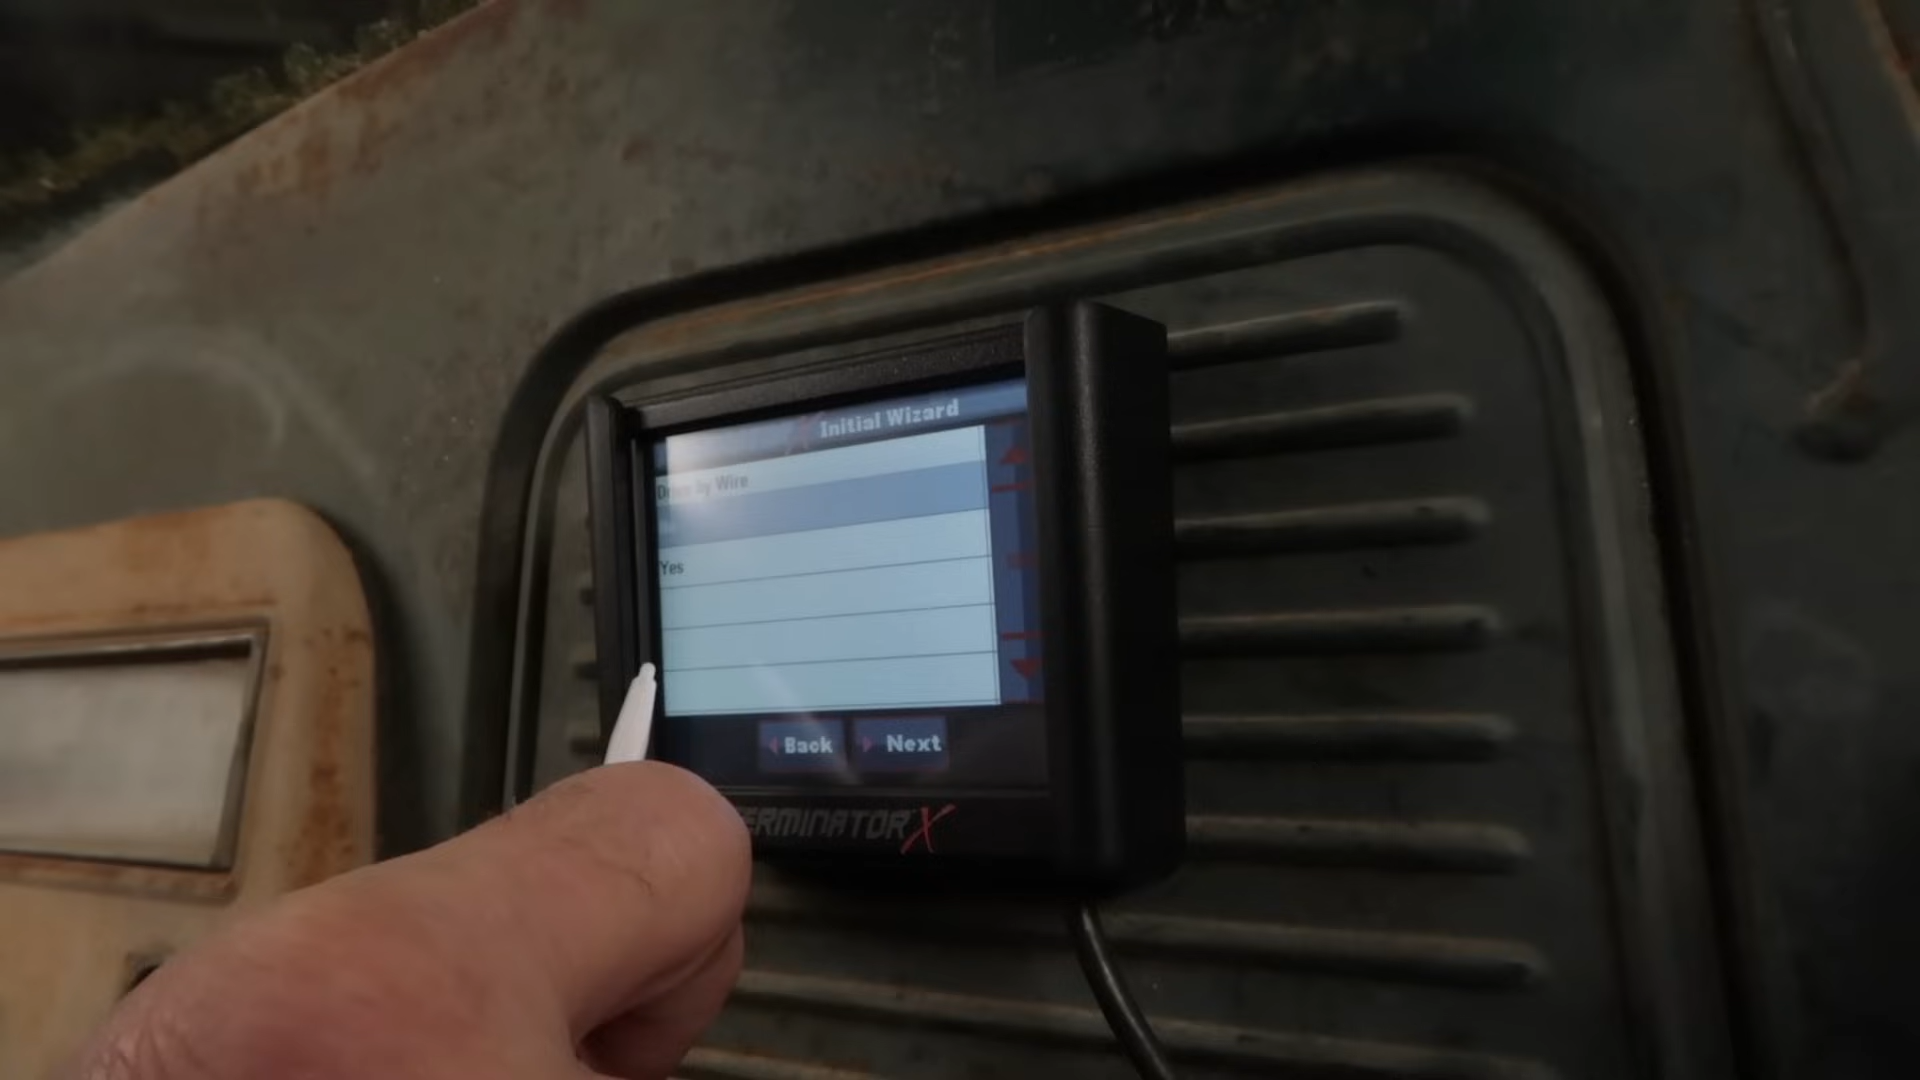 Initial Wizard
Drive by Wire
Yes
Back Next
TERMINATOR X